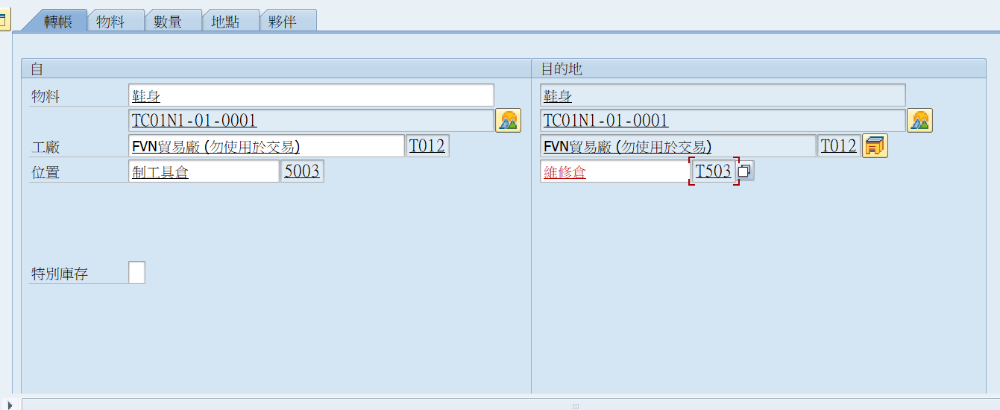 轉帳 物料 數量 地點 夥伴
自 目的地
物料 鞋身 鞋身
TC01N1-01-0001 TC01N1-01-0001
工廠 FVN貿易廠 (勿使用於交易) T012 FVN貿易廠 (勿使用於交易) T012
位置 制工具倉 5003 維修倉 T503
特別庫存